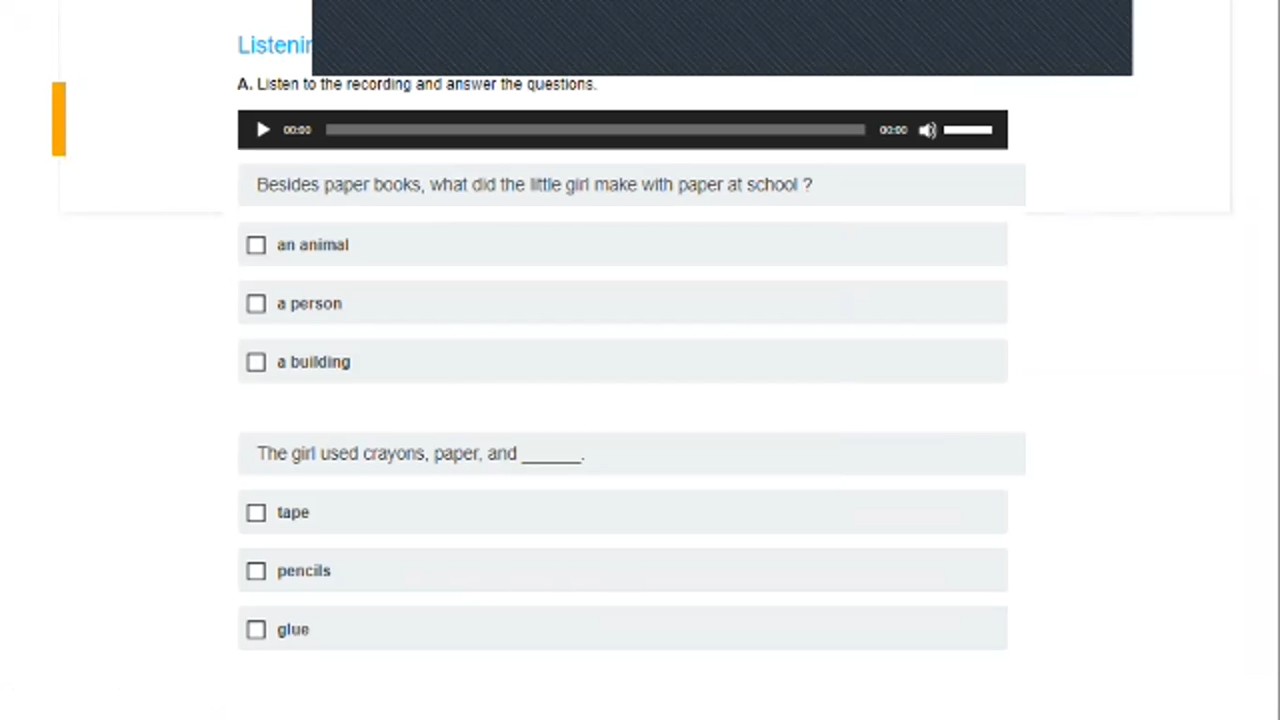 Listenin
A. Listen to the recording and answer the questions.
00:00 00:00
Besides paper books, what did the little girl make with paper at school ?
an animal
a person
a building
The girl used crayons, paper, and ______.
tape
pencils
glue